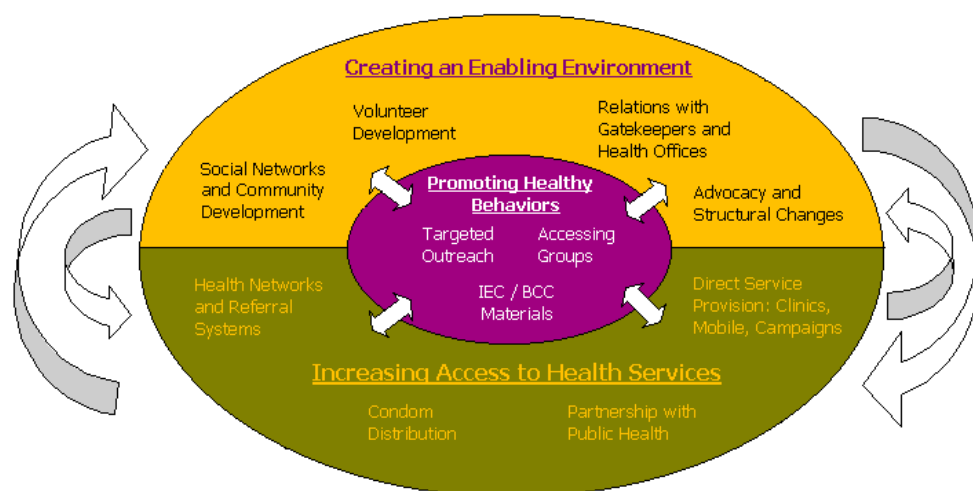 Creating an Enabling Environment
Volunteer
Development
Relations with
Gatekeepers and
Health Offices
Social Networks
and Community
Development
Advocacy and
Structural Changes
Promoting Healthy
Behaviors
Targeted
Outreach
Accessing
Groups
IEC / BCC
Materials
Health Networks
and Referral
Systems
Direct Service
Provision: Clinics,
Mobile, Campaigns
Increasing Access to Health Services
Condom
Distribution
Partnership with
Public Health